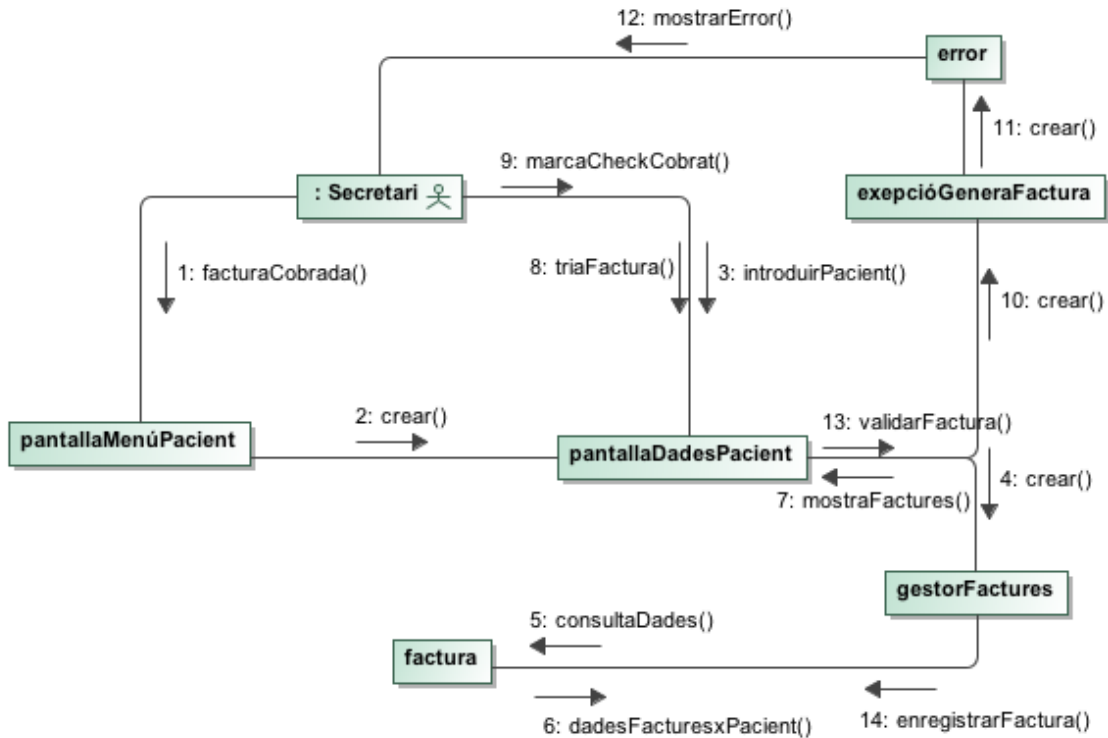 12: mostrarError()
error
11: crear()
9: marcaCheckCobrat()
: Secretari
exepcióGeneraFactura
1: facturaCobrada()
8: triaFactura()
3: introduirPacient()
10: crear()
2: crear()
13: validarFactura()
pantallaMenúPacient
pantallaDadesPacient
7: mostraFactures()
4: crear()
gestorFactures
5: consultaDades()
factura
6: dadesFacturesxPacient()
14: enregistrarFactura()